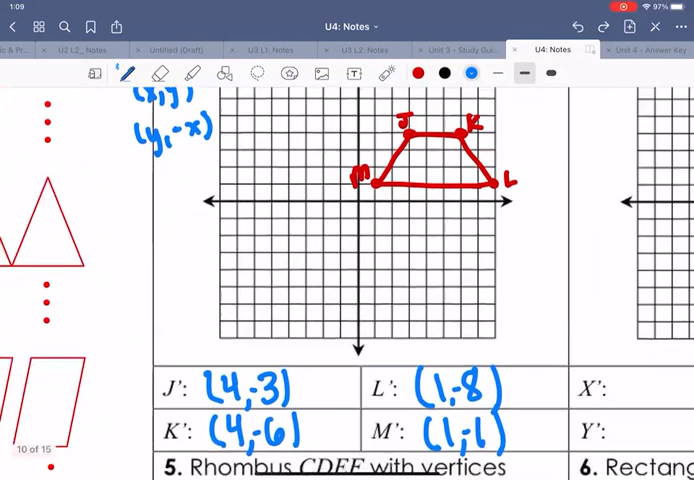 1:09
97%
U4: Notes
c & Pr...
U2 L2_ Notes
Untitled (Draft)
U3 L1: Notes
U3 L2: Notes
Unit 3 - Study Gui...
U4: Notes
Unit 4 - Answer Key
(x,y)
(y,-x)
J
K
M
L
J': (4,-3)
L': (1,-8)
X':
K': (4,-6)
M': (1,-1)
Y':
10 of 15
5. Rhombus CDEF with vertices
6. Rectang